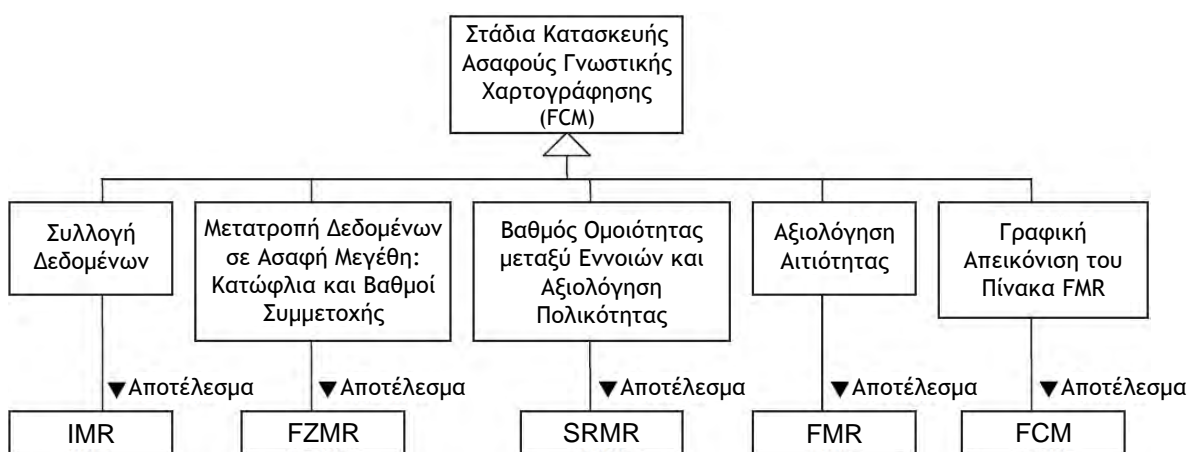 Στάδια Κατασκευής
Ασαφούς Γνωστικής
Χαρτογράφησης
(FCM)
Συλλογή
Δεδομένων
Μετατροπή Δεδομένων
σε Ασαφή Μεγέθη:
Κατώφλια και Βαθμοί
Συμμετοχής
Βαθμός Ομοιότητας
μεταξύ Εννοιών και
Αξιολόγηση
Πολικότητας
Αξιολόγηση
Αιτιότητας
Γραφική
Απεικόνιση του
Πίνακα FMR
▼Αποτέλεσμα
▼Αποτέλεσμα
▼Αποτέλεσμα
▼Αποτέλεσμα
▼Αποτέλεσμα
IMR
FZMR
SRMR
FMR
FCM